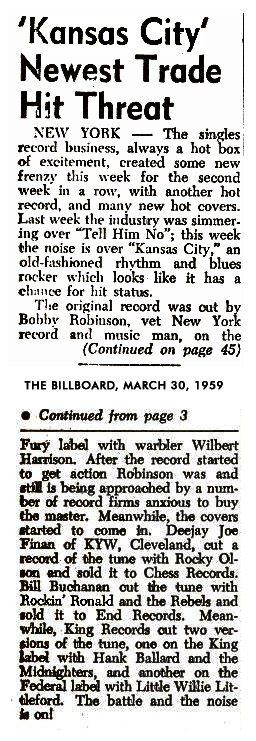 'Kansas City'
Newest Trade
Hit Threat
NEW YORK — The singles
record business, always a hot box
of excitement, created some new
frenzy this week for the second
week in a row, with another hot
record, and many new hot covers.
Last week the industry was simmer-
ing over "Tell Him No"; this week
the noise is over "Kansas City," an
old-fashioned rhythm and blues
rocker which looks like it has a
chance for hit status.
The original record was out by
Bobby Robinson, vet New York
record and music man, on the
(Continued on page 45)
THE BILLBOARD, MARCH 30, 1959
• Continued from page 3
Fury label with warbler Wilbert
Harrison. After the record started
to get action Robinson was and
still is being approached by a num-
ber of record firms anxious to buy
the master. Meanwhile, the covers
started to come in. Deejay Joe
Finan of KYW, Cleveland, cut a
record of the tune with Rocky Ol-
son and sold it to Chess Records.
Bill Buchanan cut the tune with
Rockin' Ronald and the Rebels and
sold it to End Records. Mean-
while, King Records cut two ver-
sions of the tune, one on the King
label with Hank Ballard and the
Midnighters, and another on the
Federal label with Little Willie Lit-
tleford. The battle and the noise
is on!